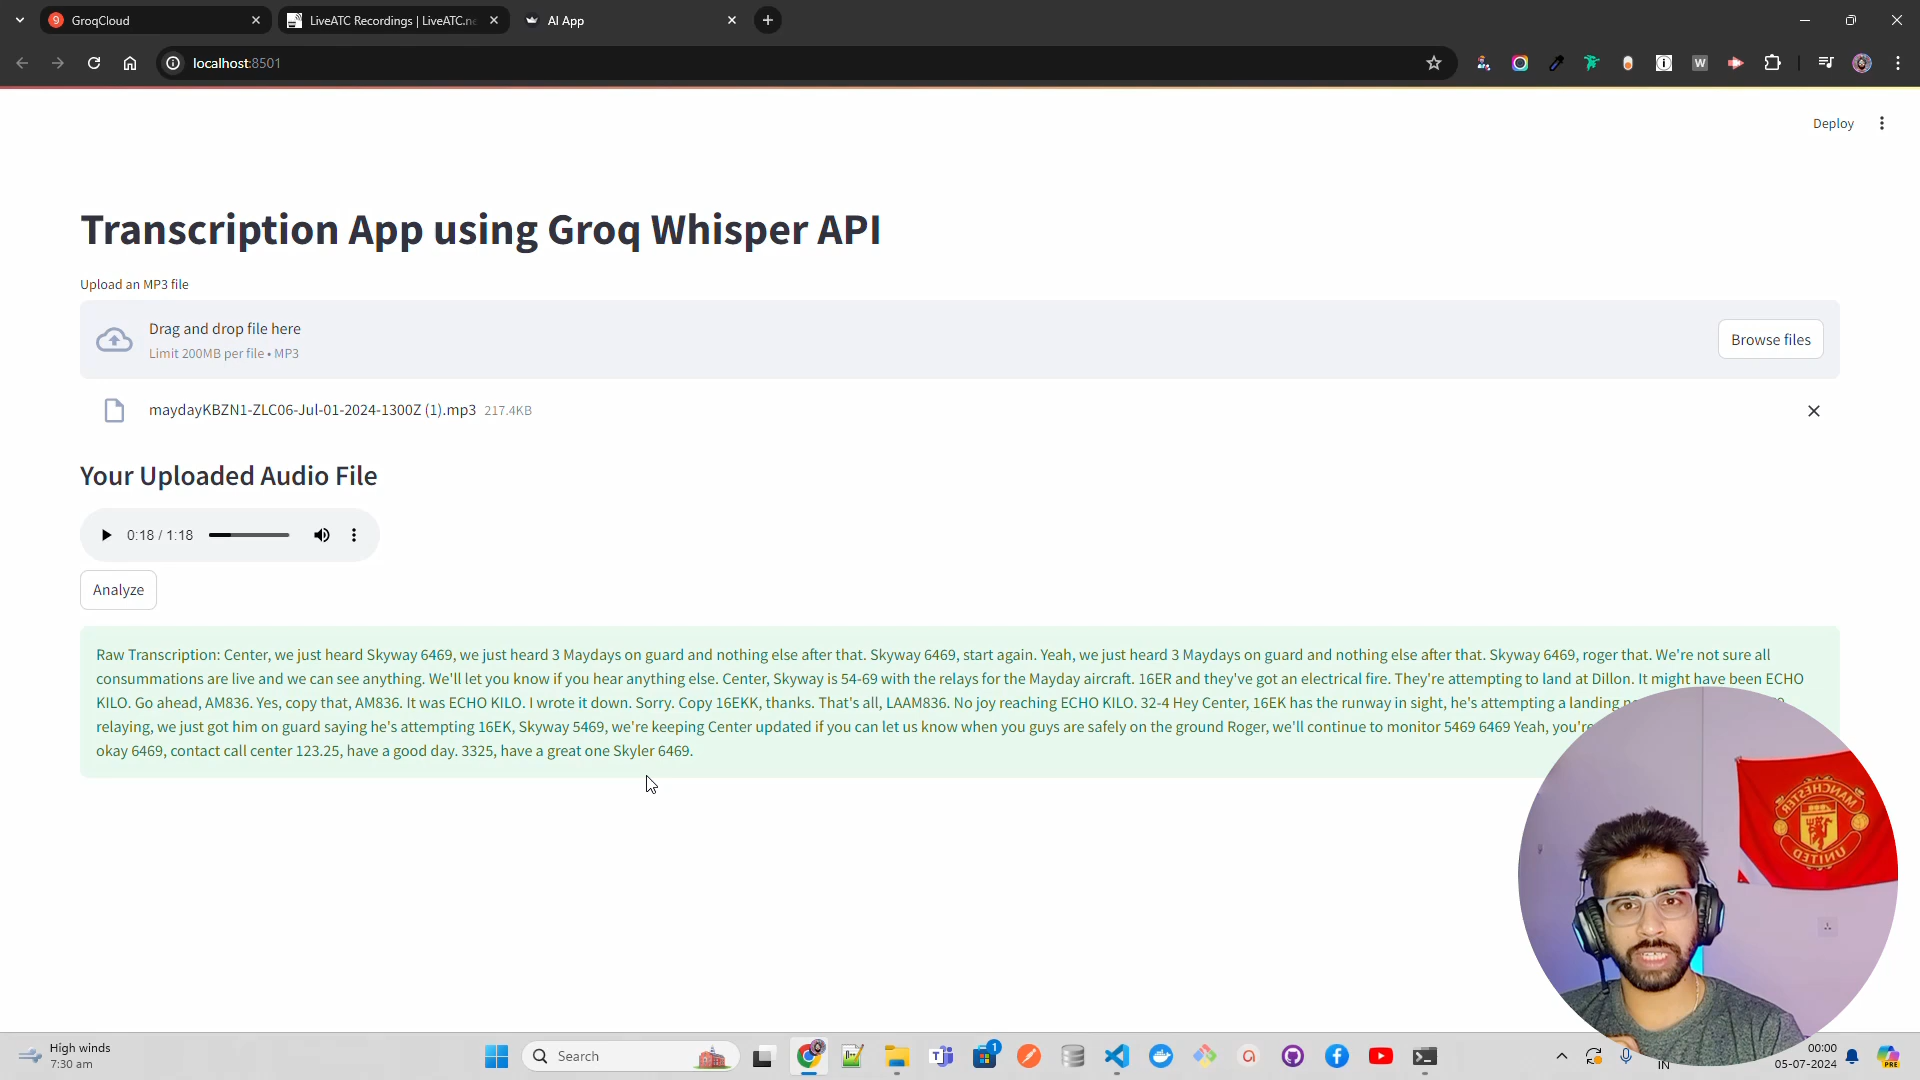 GroqCloud
LiveATC Recordings | LiveATC.ne
AI App
localhost:8501
Deploy
Transcription App using Groq Whisper API
Upload an MP3 file
Drag and drop file here
Limit 200MB per file • MP3
Browse files
maydayKBZN1-ZLC06-Jul-01-2024-1300Z (1).mp3 217.4KB
Your Uploaded Audio File
0:18 / 1:18
Analyze
Raw Transcription: Center, we just heard Skyway 6469, we just heard 3 Maydays on guard and nothing else after that. Skyway 6469, start again. Yeah, we just heard 3 Maydays on guard and nothing else after that. Skyway 6469, roger that. We're not sure all
consummations are live and we can see anything. We'll let you know if you hear anything else. Center, Skyway is 54-69 with the relays for the Mayday aircraft. 16ER and they've got an electrical fire. They're attempting to land at Dillon. It might have been ECHO
KILO. Go ahead, AM836. Yes, copy that, AM836. It was ECHO KILO. I wrote it down. Sorry. Copy 16EKK, thanks. That's all, LAAM836. No joy reaching ECHO KILO. 32-4 Hey Center, 16EK has the runway in sight, he's attempting a landing
relaying, we just got him on guard saying he's attempting 16EK, Skyway 5469, we're keeping Center updated if you can let us know when you guys are safely on the ground Roger, we'll continue to monitor 5469 6469 Yeah, you're
okay 6469, contact call center 123.25, have a good day. 3325, have a great one Skyler 6469.
MANCHESTER
UNITED
High winds
7:30 am
Search
1
IN
00:00
05-07-2024
PRE